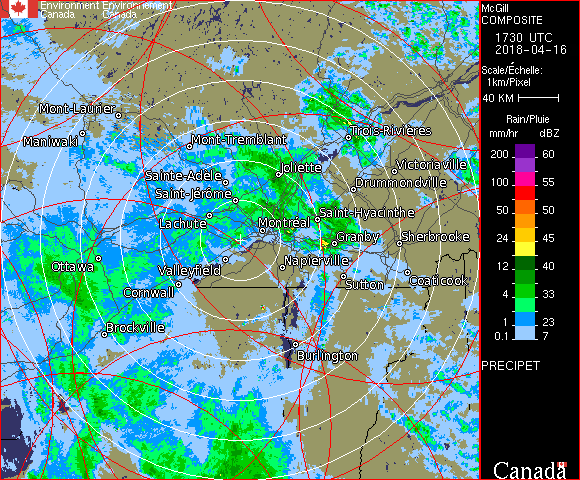 Environment Environnement
Canada Canada
McGill
COMPOSITE
1730 UTC
2018-04-16
Scale/Échelle:
1km/Pixel
40 KM
Rain/Pluie
mm/hr dBZ
200 60
100 55
50 50
24 45
12 40
4 35
1 23
0.1 7
PRECIPET
Canada
Mont-Laurier
Maniwaki
Mont-Tremblant
Trois-Rivières
Joliette
Victoriaville
Sainte-Adèle
Drummondville
Saint-Jérôme
Saint-Hyacinthe
Lachute
Montréal
Granby
Sherbrooke
Ottawa
Valleyfield
Napierville
Cornwall
Sutton
Coaticook
Brockville
Burlington